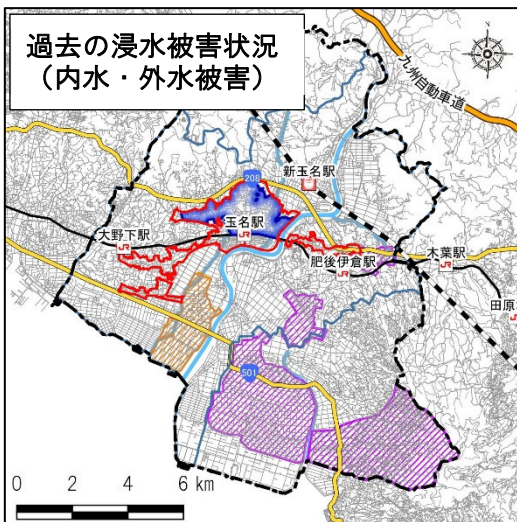 過去の浸水被害状況
（内水・外水被害）
N
九州自動車道
新玉名駅
208
玉名駅
大野下駅
肥後伊倉駅
木葉駅
田原
501
0 2 4 6 km